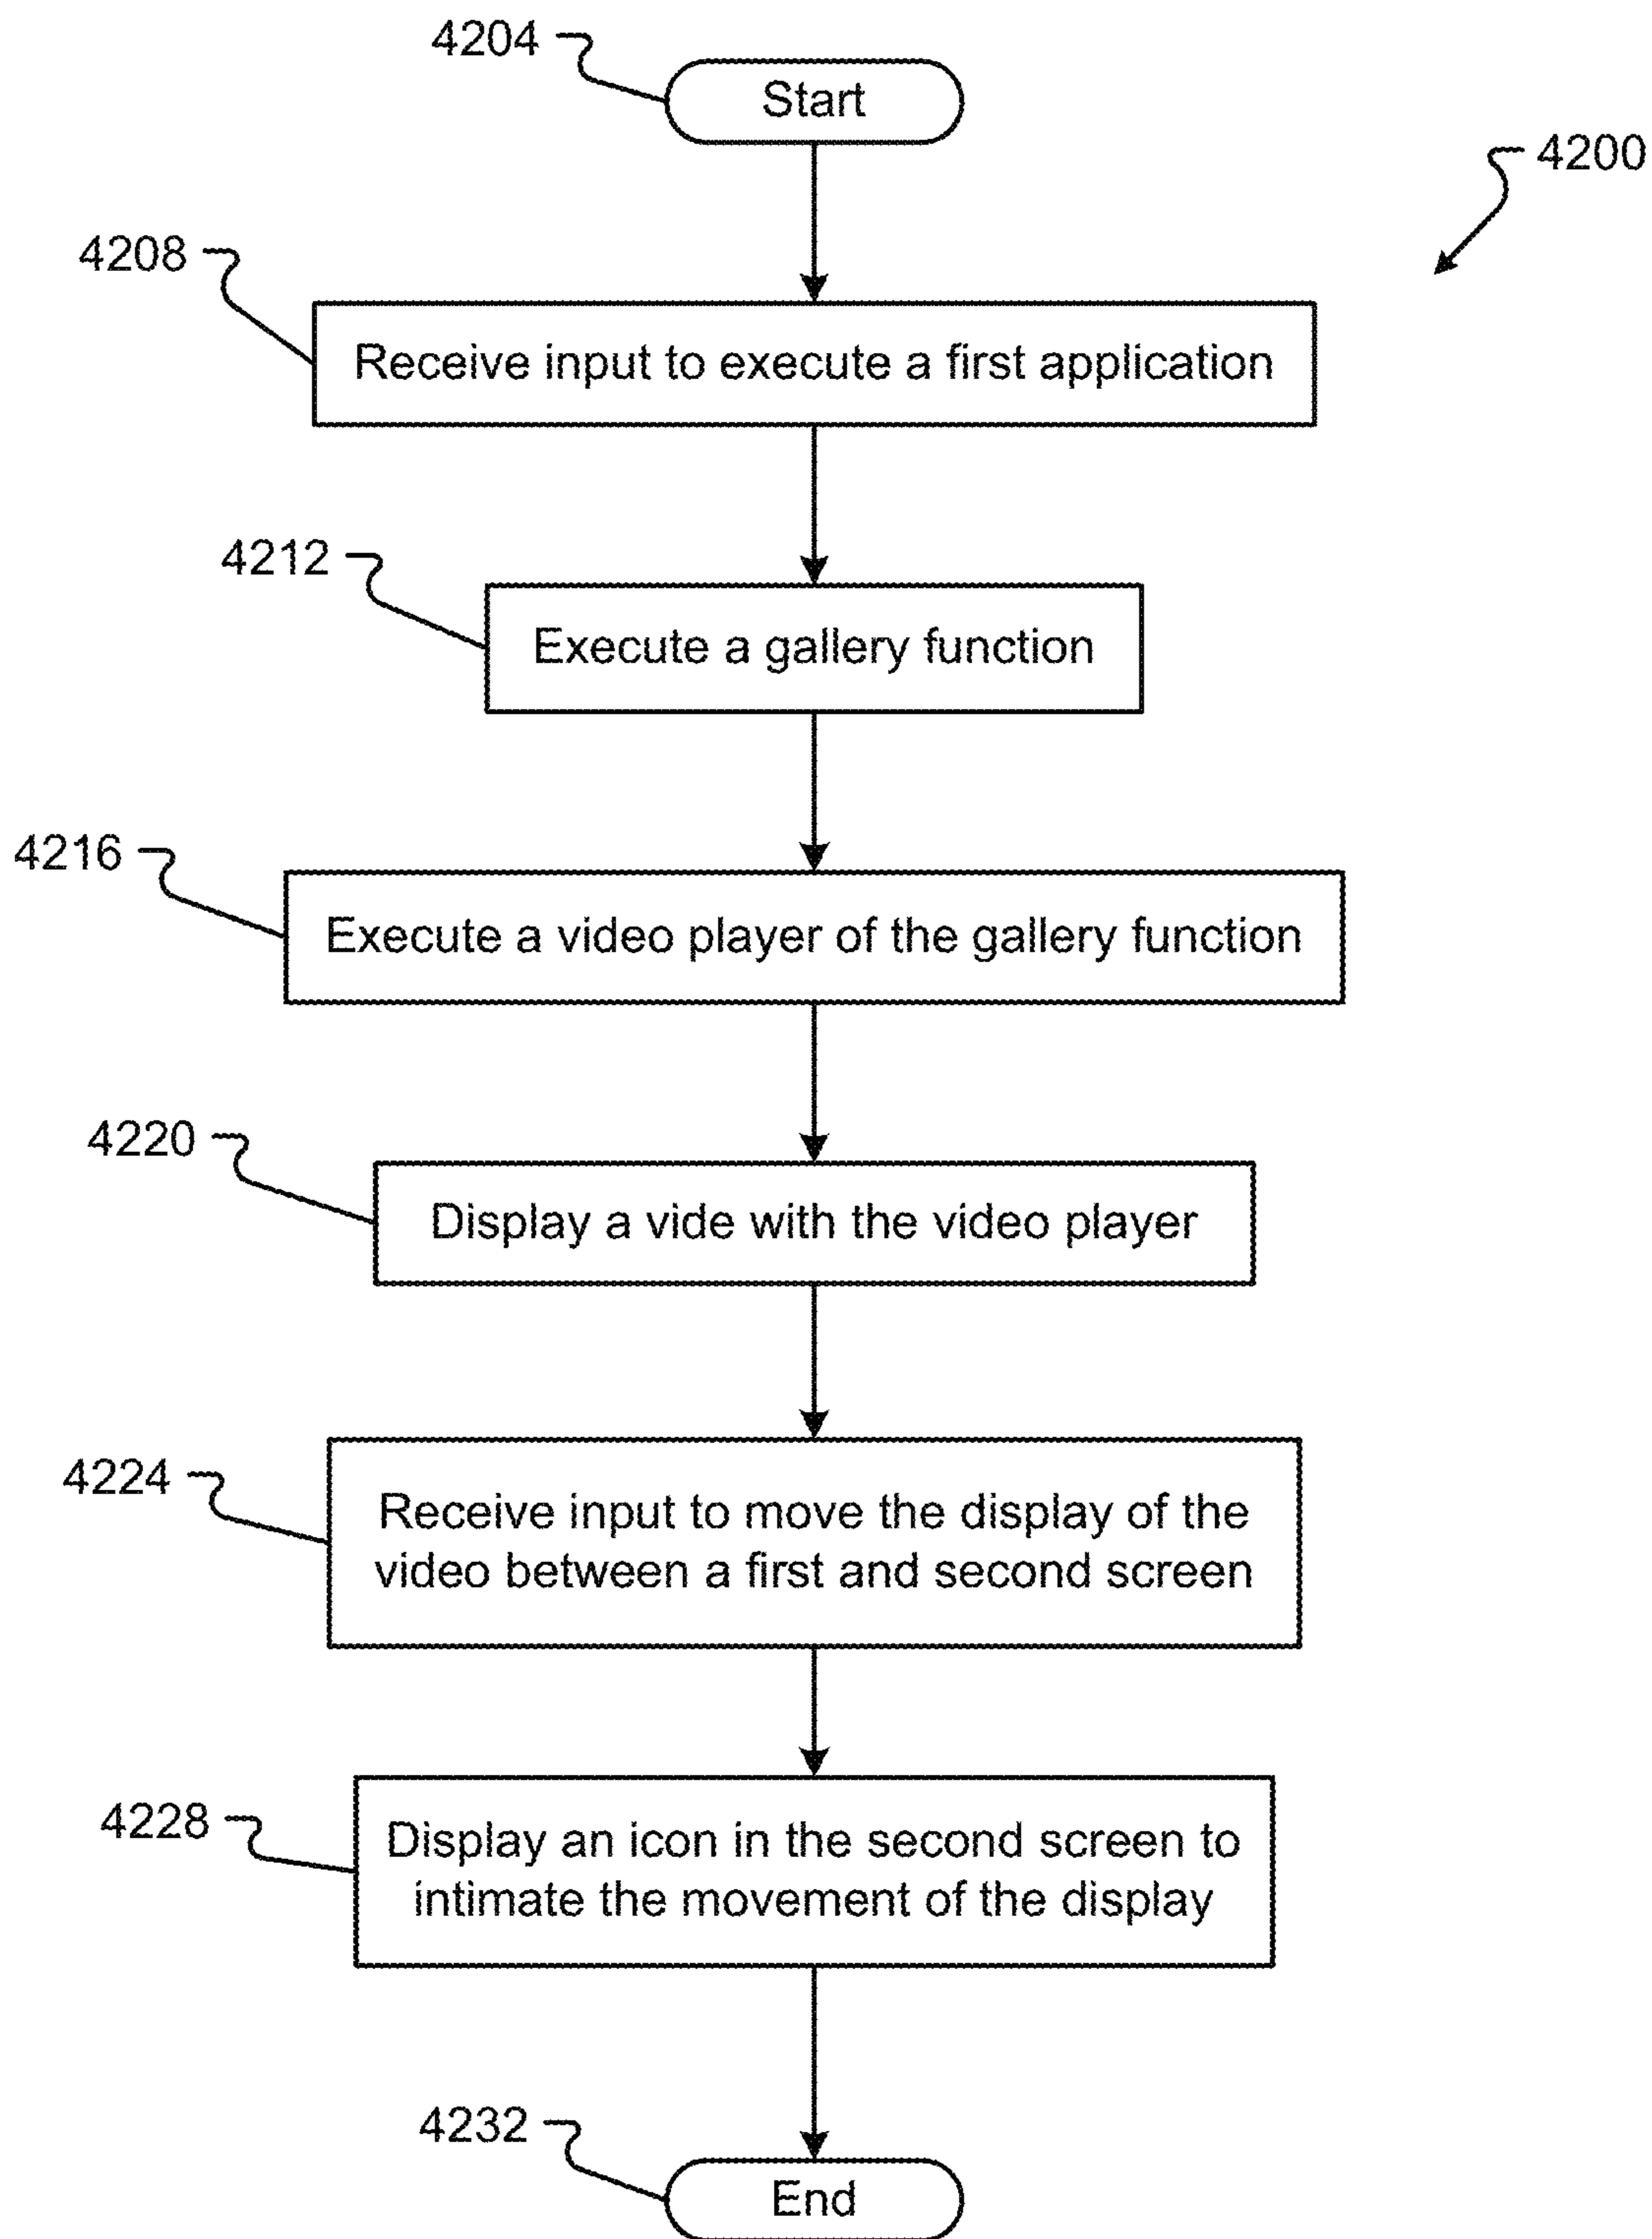 4204
Start
4200
4208
Receive input to execute a first application
4212
Execute a gallery function
4216
Execute a video player of the gallery function
4220
Display a vide with the video player
4224
Receive input to move the display of the
video between a first and second screen
4228
Display an icon in the second screen to
intimate the movement of the display
4232
End